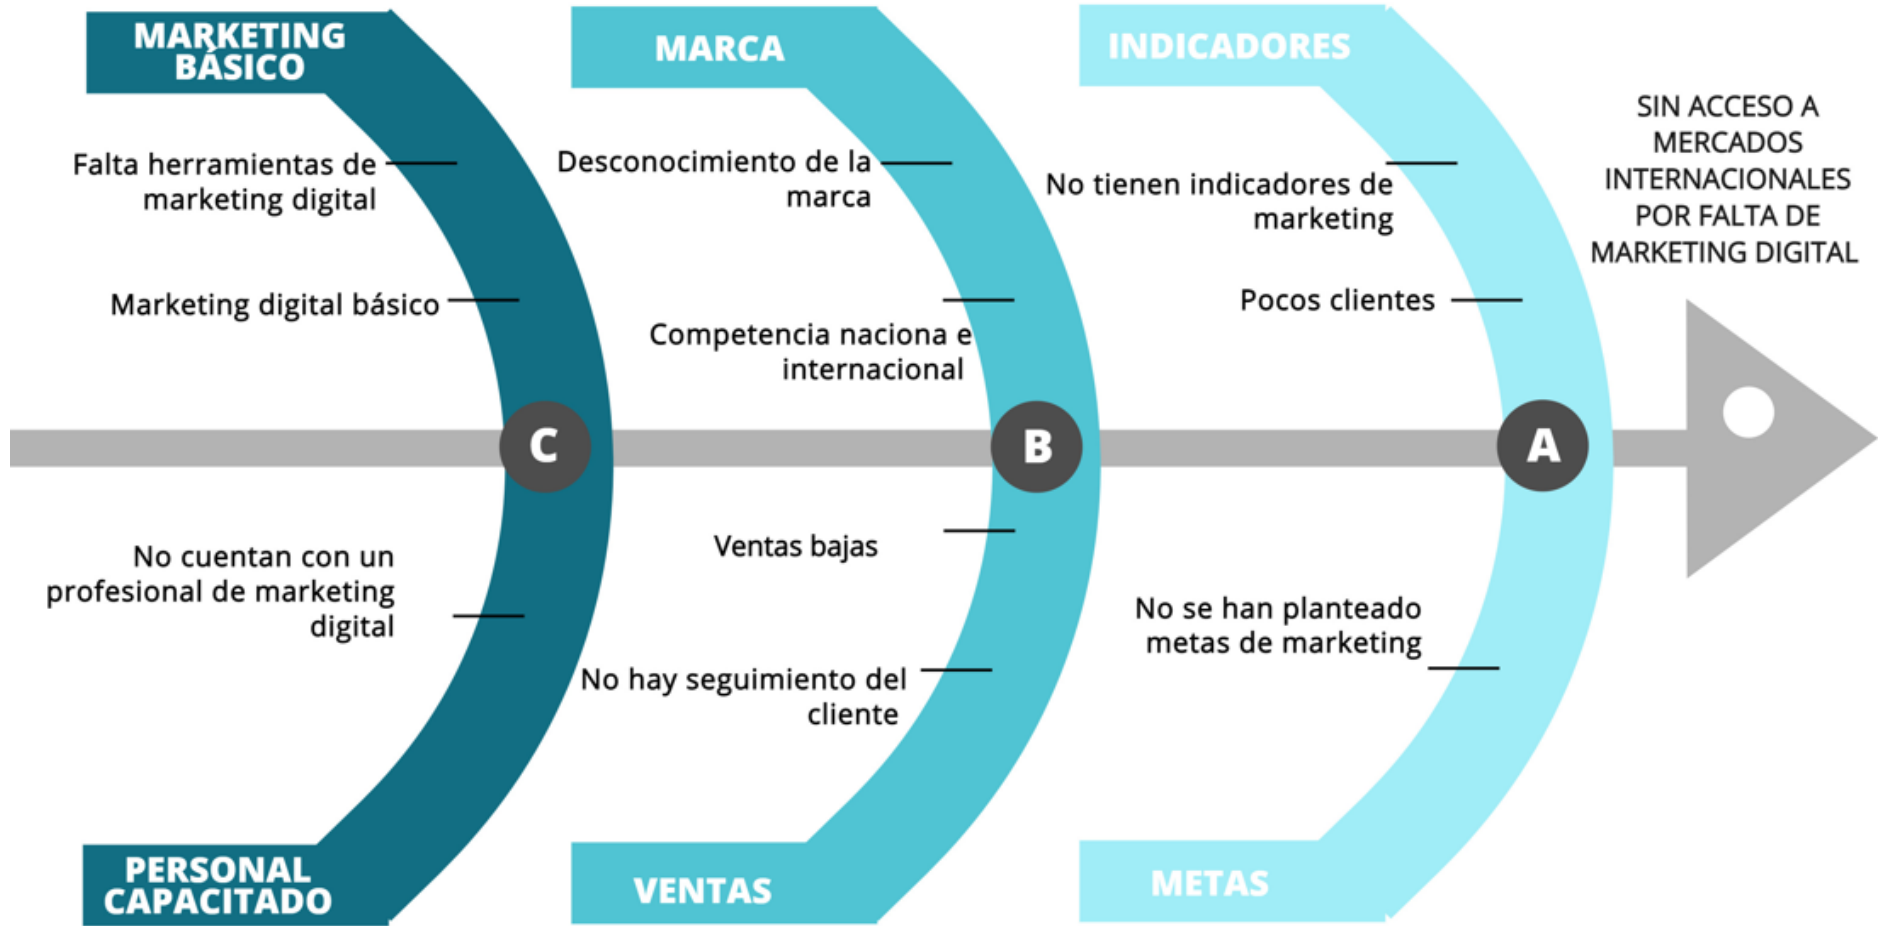 MARKETING
BÁSICO
Falta herramientas de
marketing digital
Marketing digital básico
C
No cuentan con un
profesional de marketing
digital
PERSONAL
CAPACITADO
MARCA
Desconocimiento de la
marca
Competencia naciona e
internacional
B
Ventas bajas
No hay seguimiento del
cliente
VENTAS
INDICADORES
No tienen indicadores de
marketing
Pocos clientes
A
No se han planteado
metas de marketing
METAS
SIN ACCESO A
MERCADOS
INTERNACIONALES
POR FALTA DE
MARKETING DIGITAL